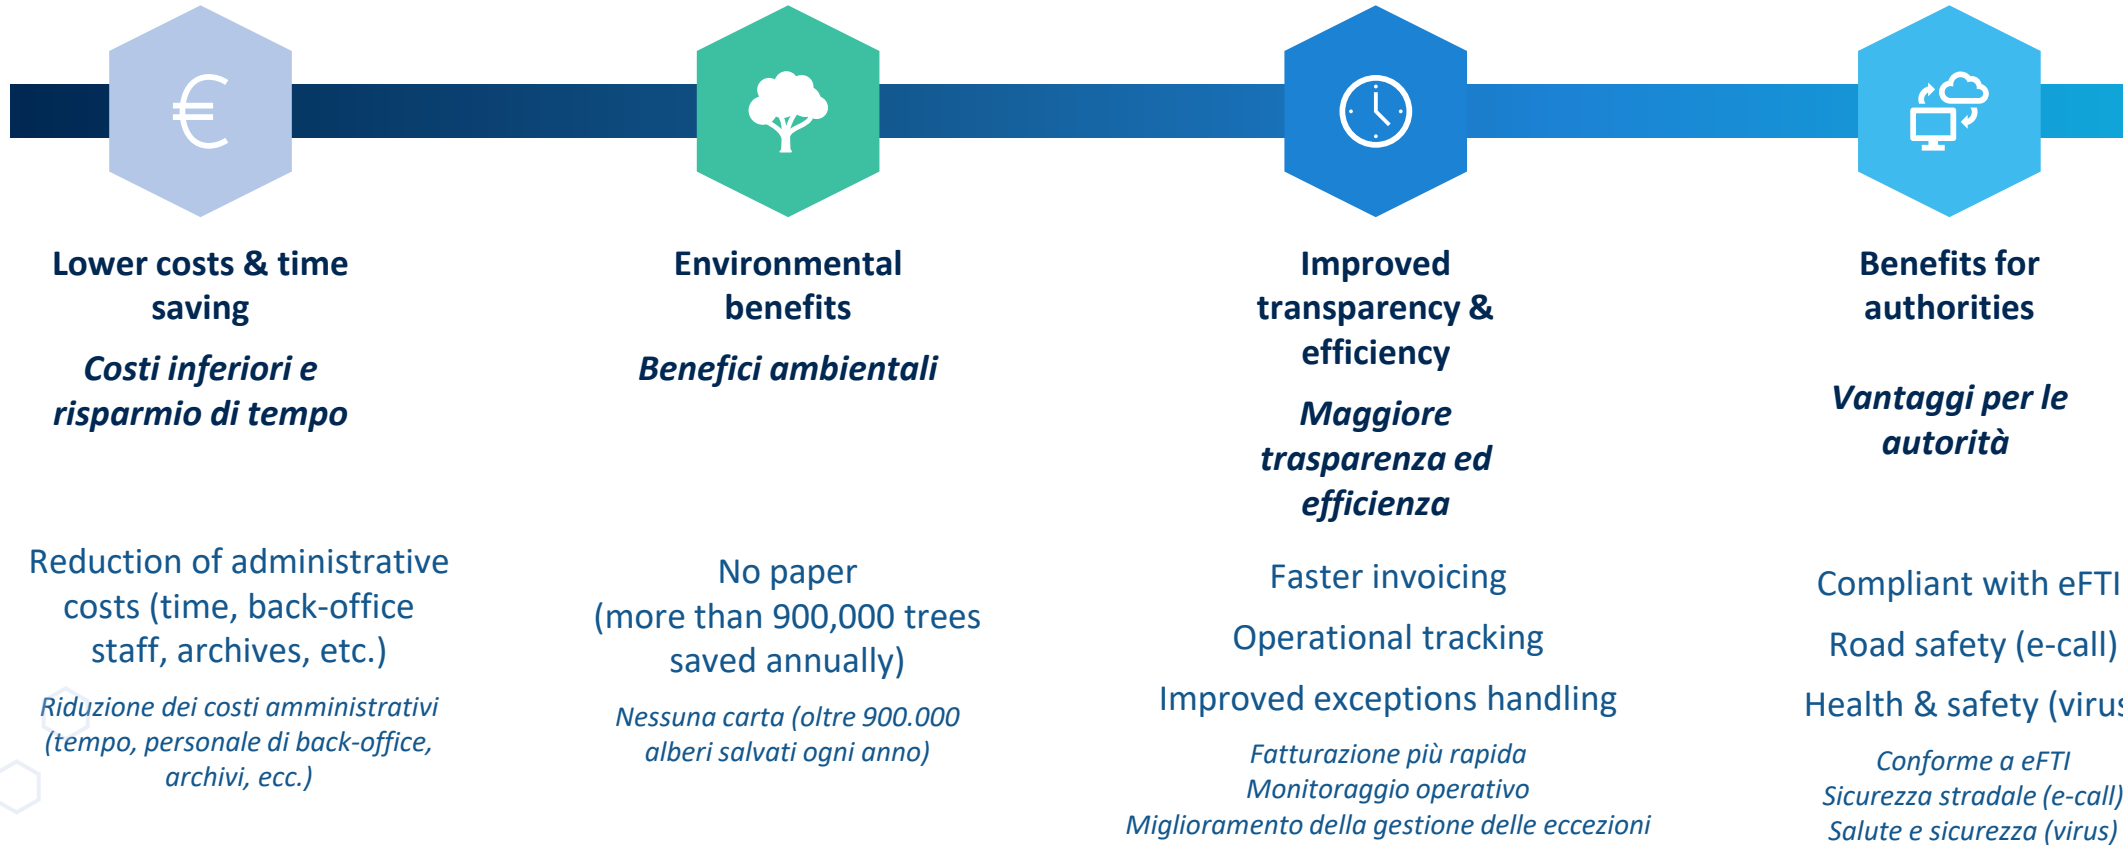 €
Lower costs & time
saving
Costi inferiori e
risparmio di tempo
Reduction of administrative
costs (time, back-office
staff, archives, etc.)
Riduzione dei costi amministrativi
(tempo, personale di back-office,
archivi, ecc.)
Environmental
benefits
Benefici ambientali
No paper
(more than 900,000 trees
saved annually)
Nessuna carta (oltre 900.000
alberi salvati ogni anno)
Improved
transparency &
efficiency
Maggiore
trasparenza ed
efficienza
Faster invoicing
Operational tracking
Improved exceptions handling
Fatturazione più rapida
Monitoraggio operativo
Miglioramento della gestione delle eccezioni
Benefits for
authorities
Vantaggi per le
autorità
Compliant with eFTI
Road safety (e-call)
Health & safety (virus
Conforme a eFTI
Sicurezza stradale (e-call)
Salute e sicurezza (virus)